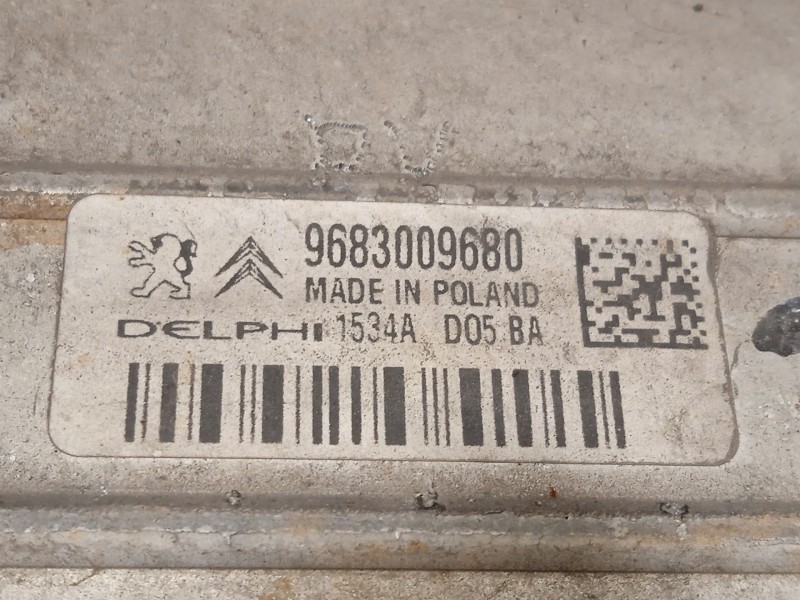 9683009680
MADE IN POLAND
DELPHI 1534A D05 BA